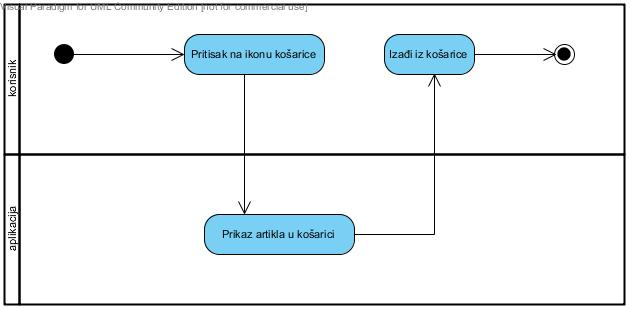 Visual Paradigm for UML Community Edition [not for commercial use]
korisnik
Pritisak na ikonu košarice
Izađi iz košarice
aplikacija
Prikaz artikla u košarici